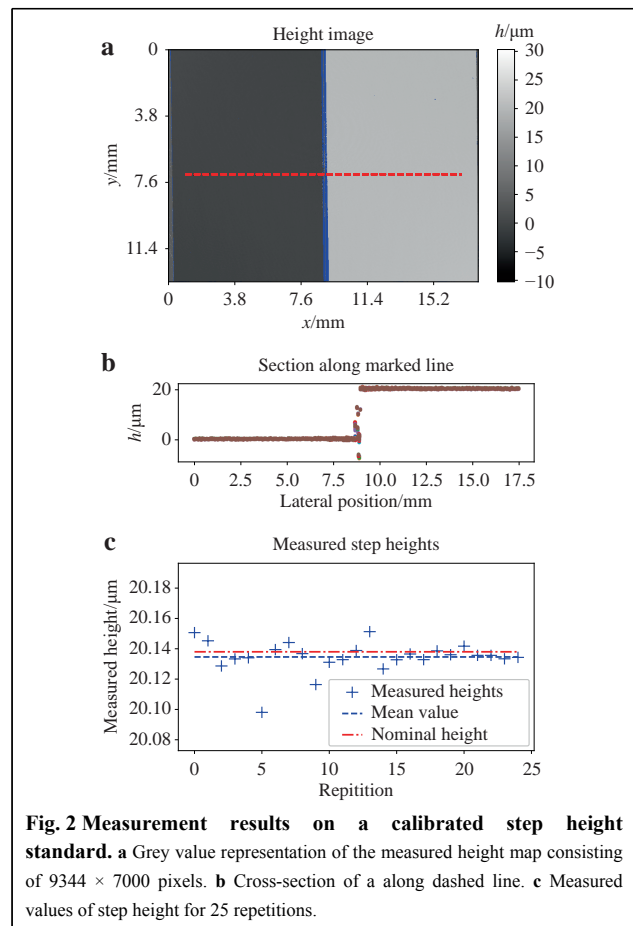 a
Height image
h/μm
0
3.8
7.6
11.4
y/mm
0
3.8
7.6
11.4
15.2
x/mm
30
25
20
15
10
5
0
−5
−10
b
Section along marked line
20
0
h/μm
0
2.5
5.0
7.5
10.0
12.5
15.0
17.5
Lateral position/mm
c
Measured step heights
20.18
20.16
20.14
20.12
20.10
20.08
Measured height/μm
Measured heights
Mean value
Nominal height
0
5
10
15
20
25
Repitition
Fig. 2 Measurement results on a calibrated step height
standard. a Grey value representation of the measured height map consisting
of 9344 × 7000 pixels. b Cross-section of a along dashed line. c Measured
values of step height for 25 repetitions.